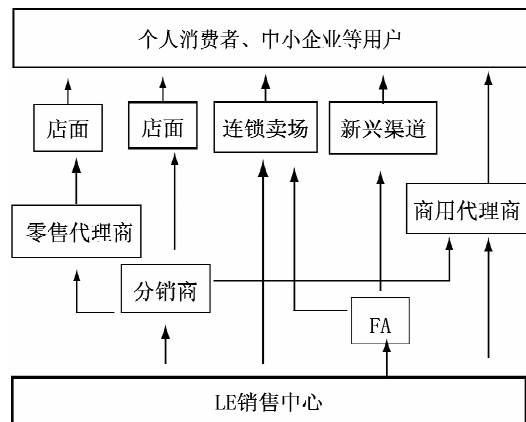 个人消费者、中小企业等用户
店面
店面
连锁卖场
新兴渠道
商用代理商
零售代理商
分销商
FA
LE销售中心